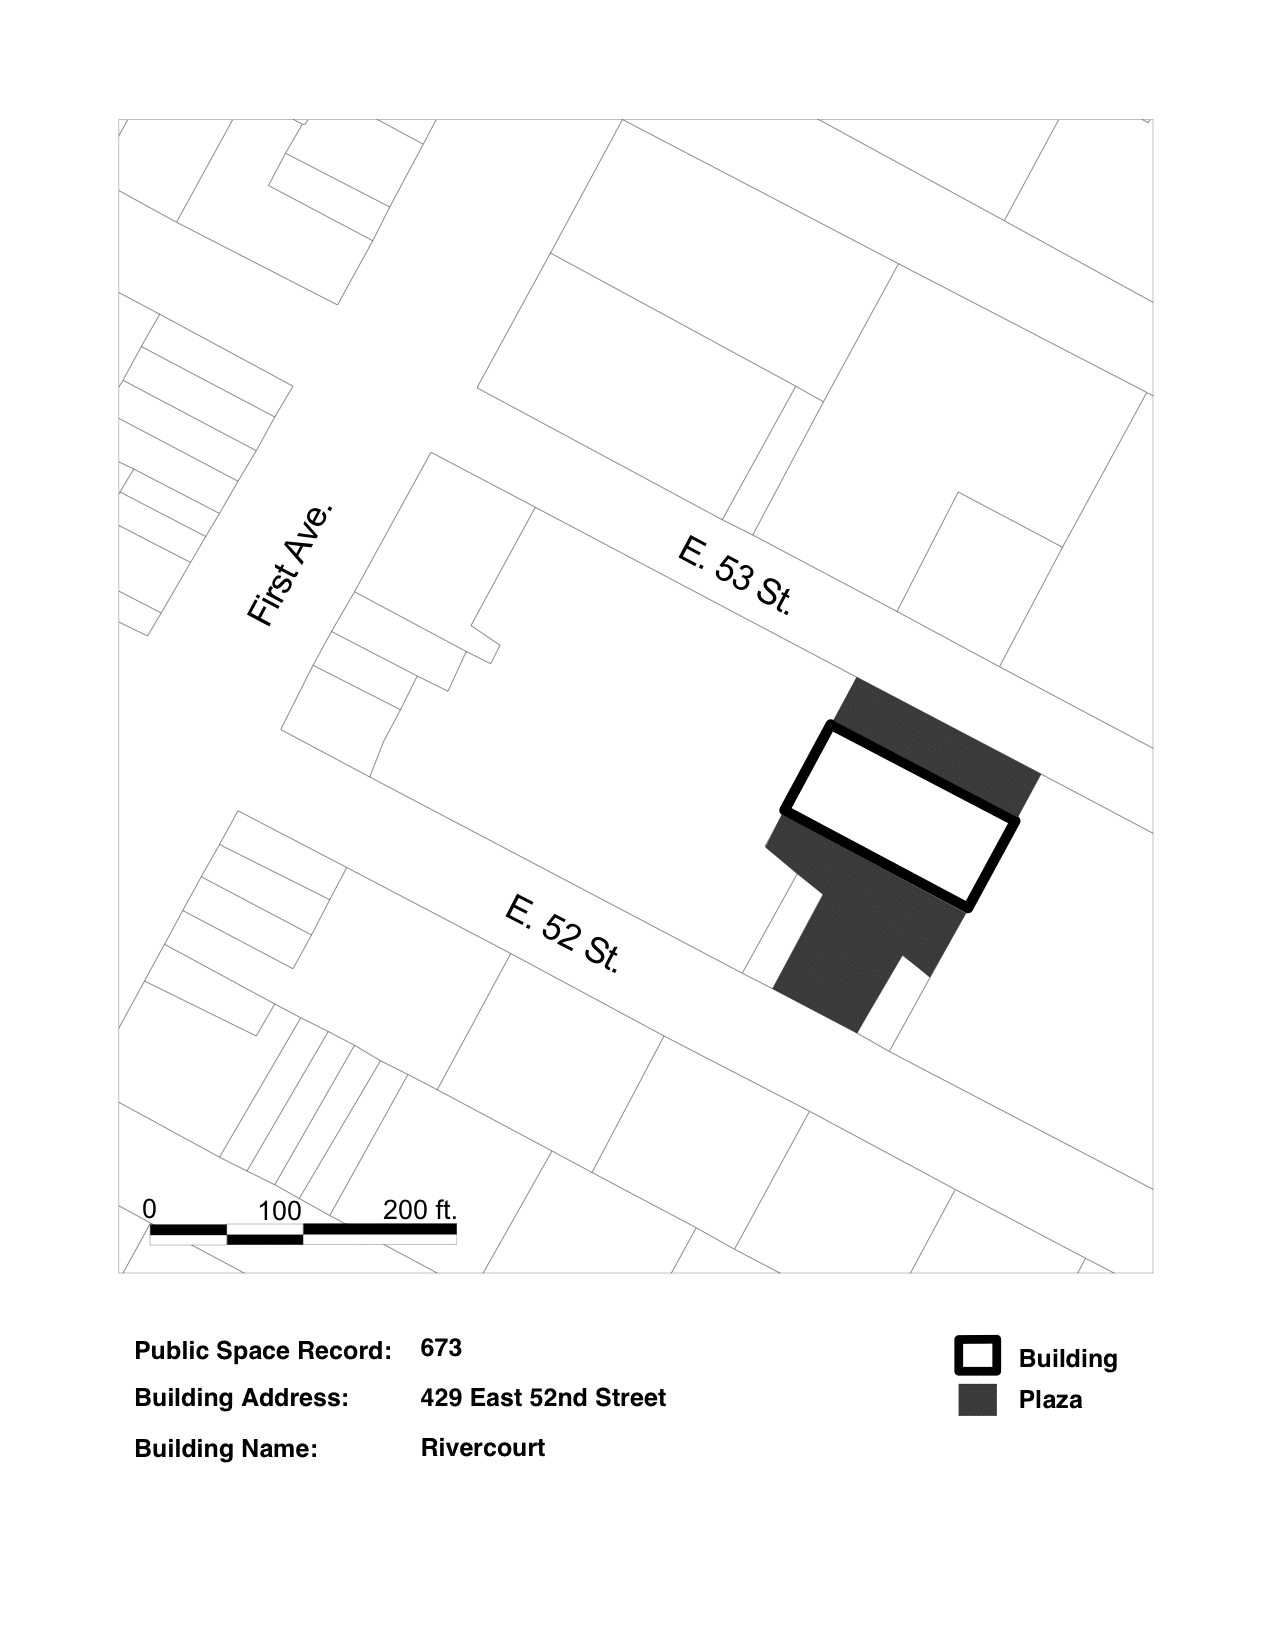 First Ave.
E. 53 St.
E. 52 St.
0 100 200 ft.
Public Space Record: 673
Building Address: 429 East 52nd Street
Building Name: Rivercourt
Building
Plaza